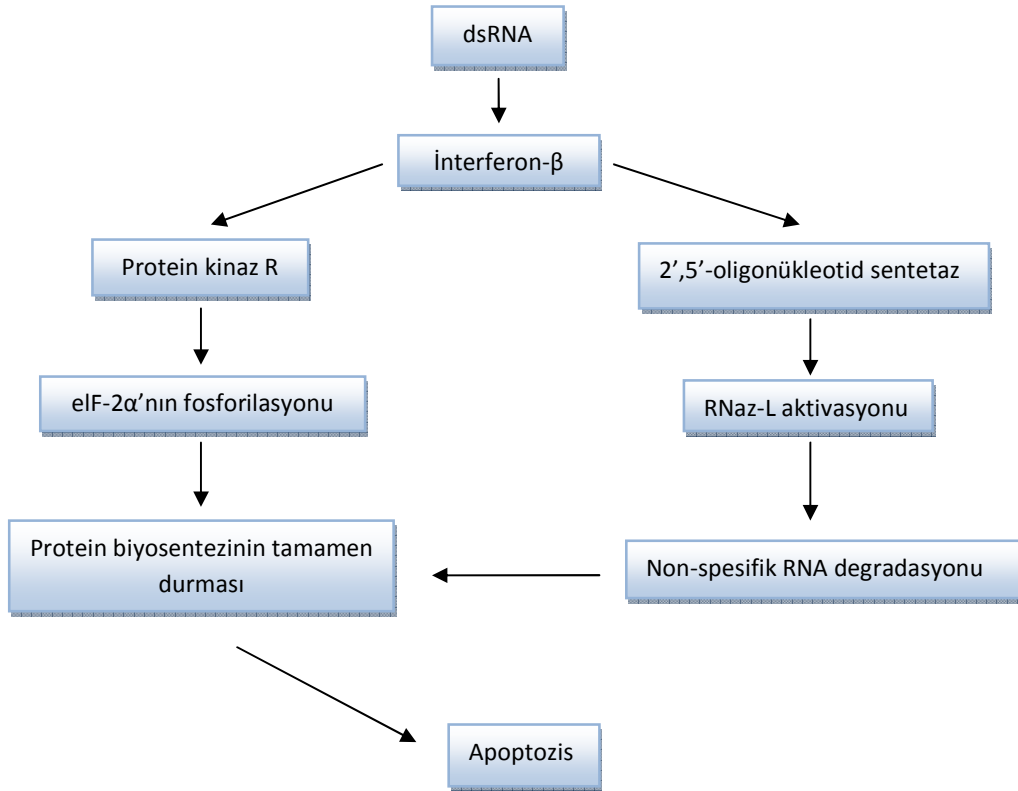 dsRNA
İnterferon-β
Protein kinaz R
2’,5’-oligonükleotid sentetaz
eIF-2α’nın fosforilasyonu
RNaz-L aktivasyonu
Protein biyosentezinin tamamen
durması
Non-spesifik RNA degradasyonu
Apoptozis